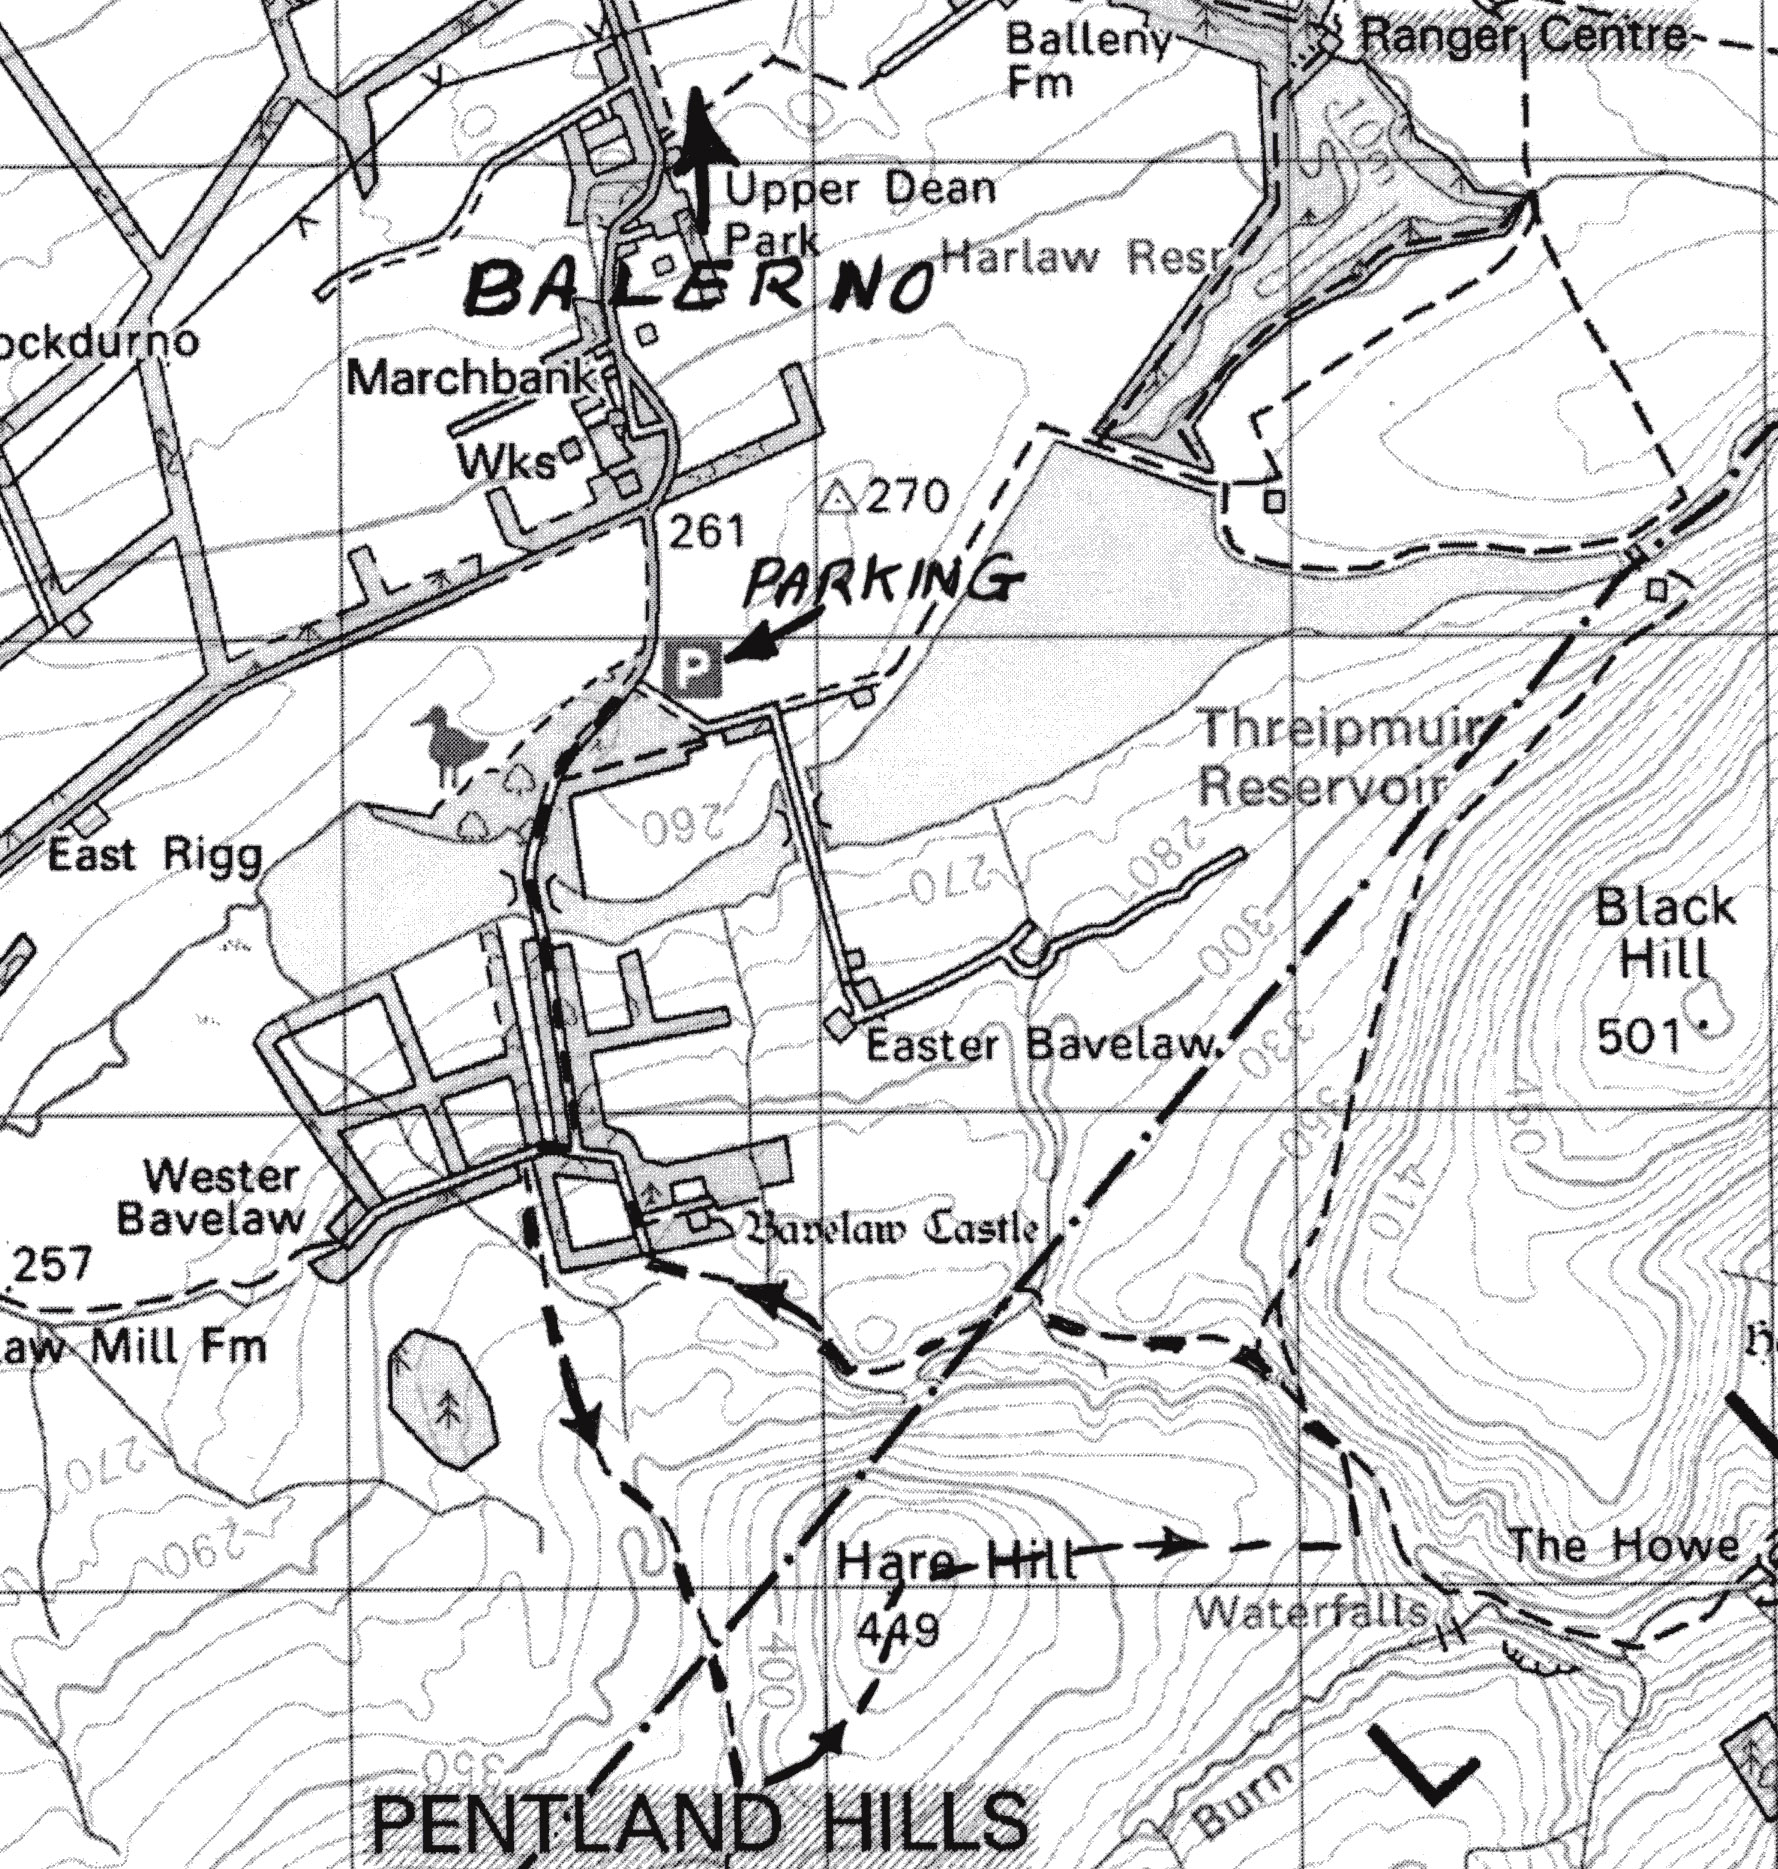 Balleny
Fm
Ranger Centre
10m
Upper Dean
Park
Harlaw Resr
BALERNO
ockdurno
Marchbank
Wks
270
261
PARKING
P
Threipmuir
Reservoir
260
East Rigg
270
280
300
Black
Hill
501
Easter Bavelaw
330
350
450
410
Wester
Bavelaw
Bavelaw Castle
257
aw Mill Fm
270
290
Hare Hill
449
The Howe
Waterfalls
400
350
Burn
PENTLAND HILLS